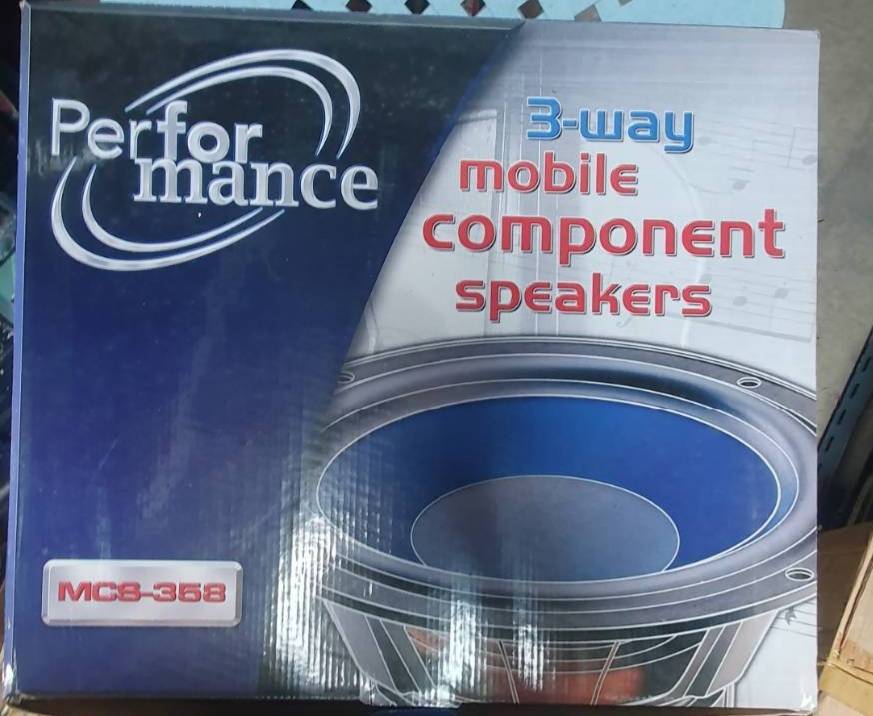 Perfor
mance
3-way
mobile
component
speakers
MCS-358